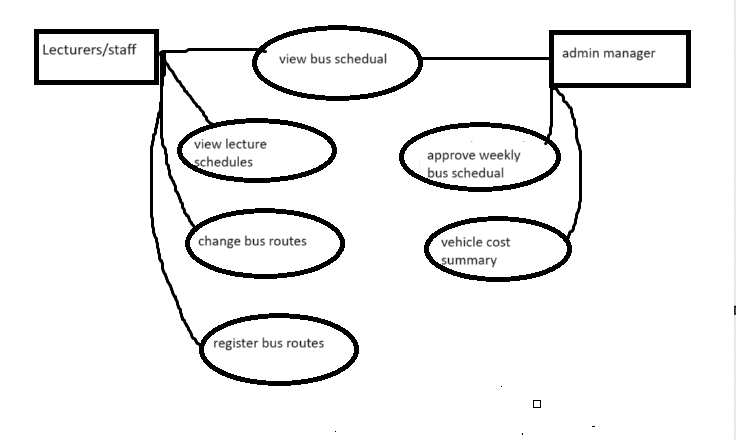 Lecturers/staff
view bus schedual
admin manager
view lecture
schedules
approve weekly
bus schedual
change bus routes
vehicle cost
summary
register bus routes